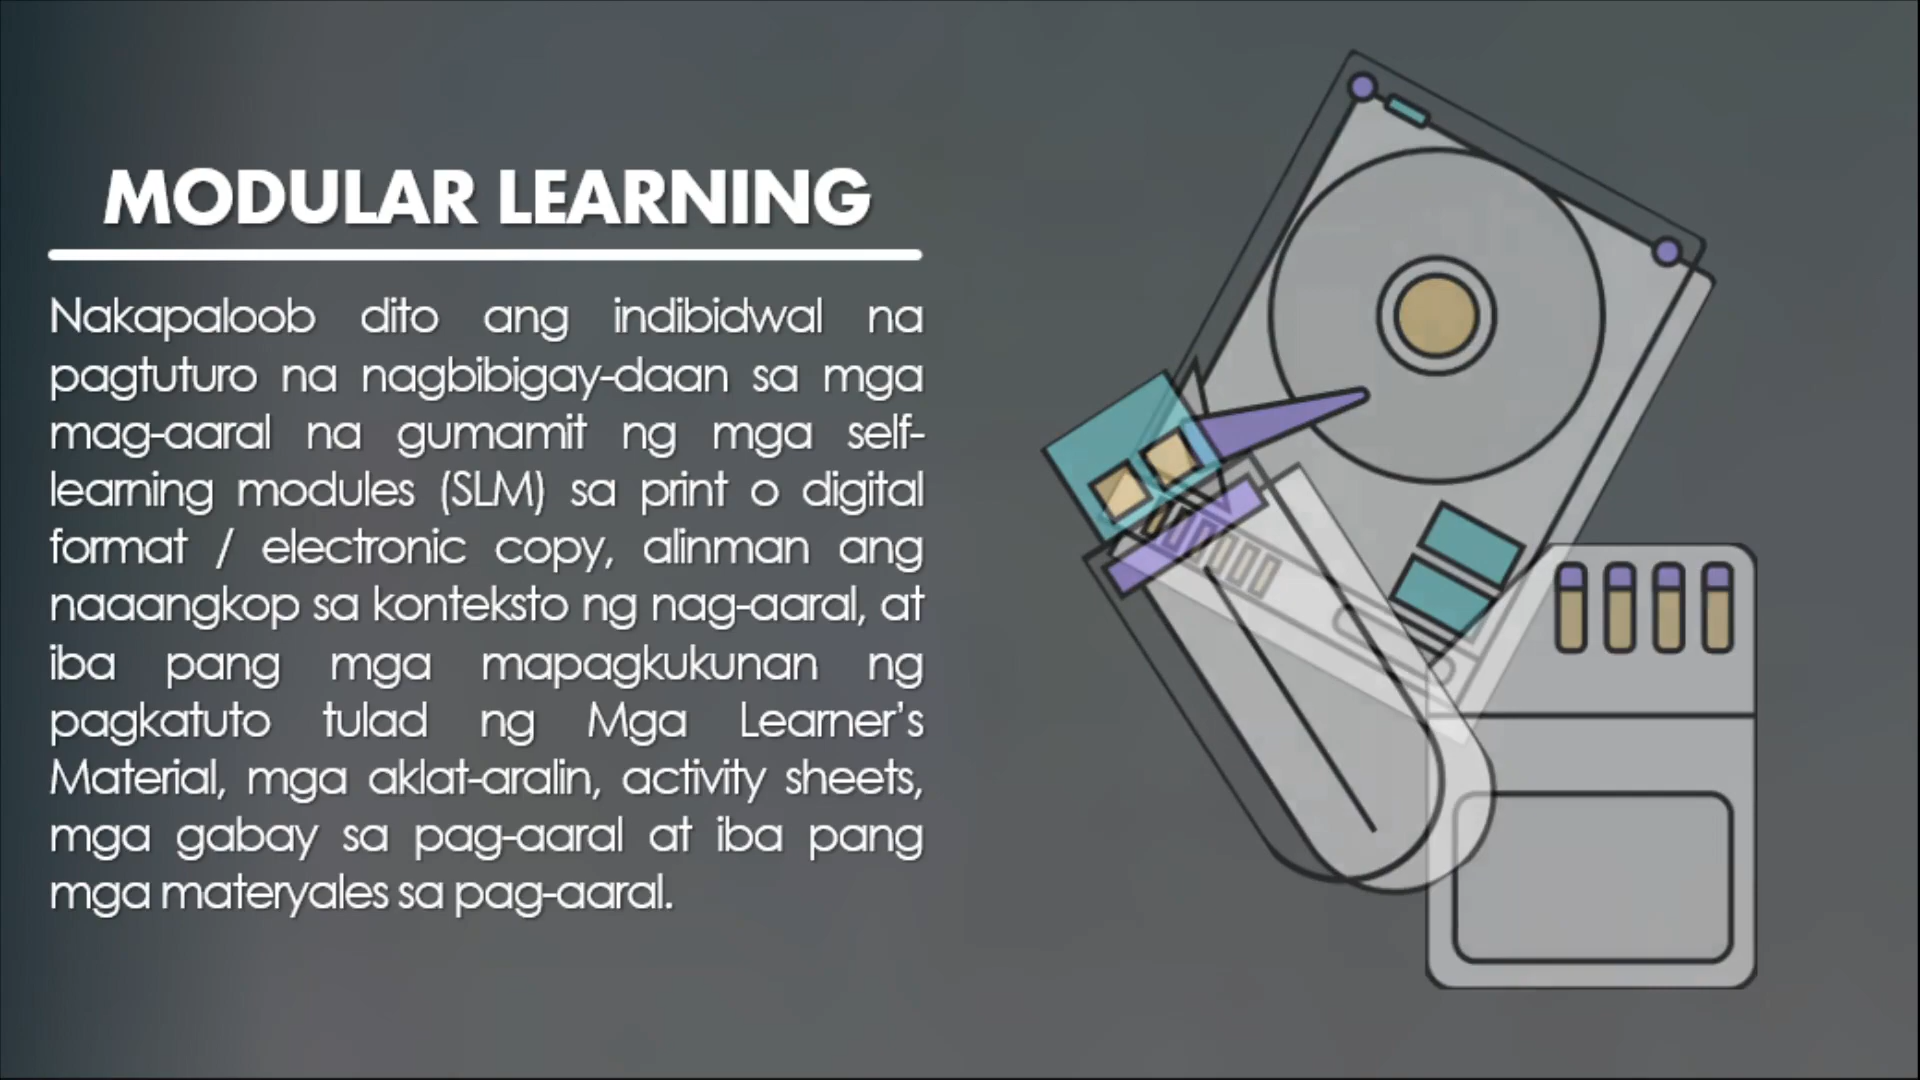 MODULAR LEARNING
Nakapaloob dito ang indibidwal na
pagtuturo na nagbibigay-daan sa mga
mag-aaral na gumamit ng mga self-
learning modules (SLM) sa print o digital
format / electronic copy, alinman ang
naaangkop sa konteksto ng nag-aaral, at
iba pang mga mapagkukunan ng
pagkatuto tulad ng Mga Learner’s
Material, mga aklat-aralin, activity sheets,
mga gabay sa pag-aaral at iba pang
mga materyales sa pag-aaral.